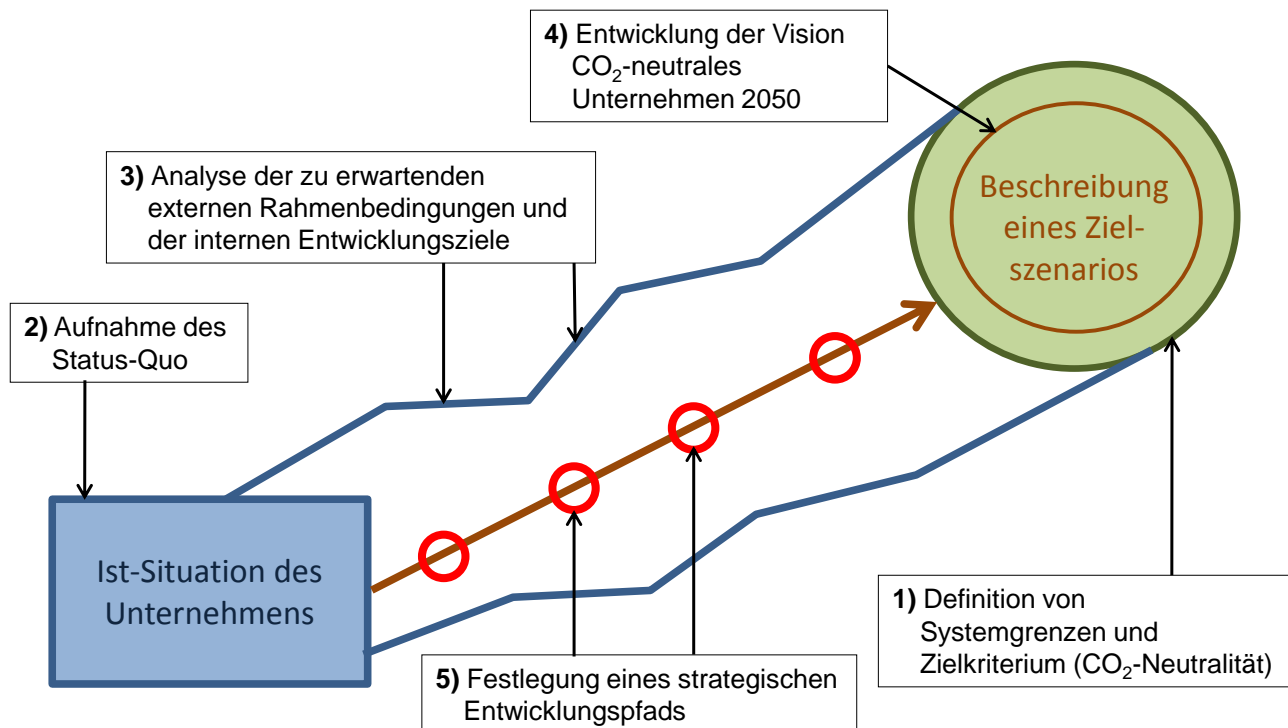 4) Entwicklung der Vision
CO₂-neutrales
Unternehmen 2050
3) Analyse der zu erwartenden
externen Rahmenbedingungen und
der internen Entwicklungsziele
Beschreibung
eines Ziel-
szenarios
2) Aufnahme des
Status-Quo
Ist-Situation des
Unternehmens
1) Definition von
Systemgrenzen und
Zielkriterium (CO₂-Neutralität)
5) Festlegung eines strategischen
Entwicklungspfads